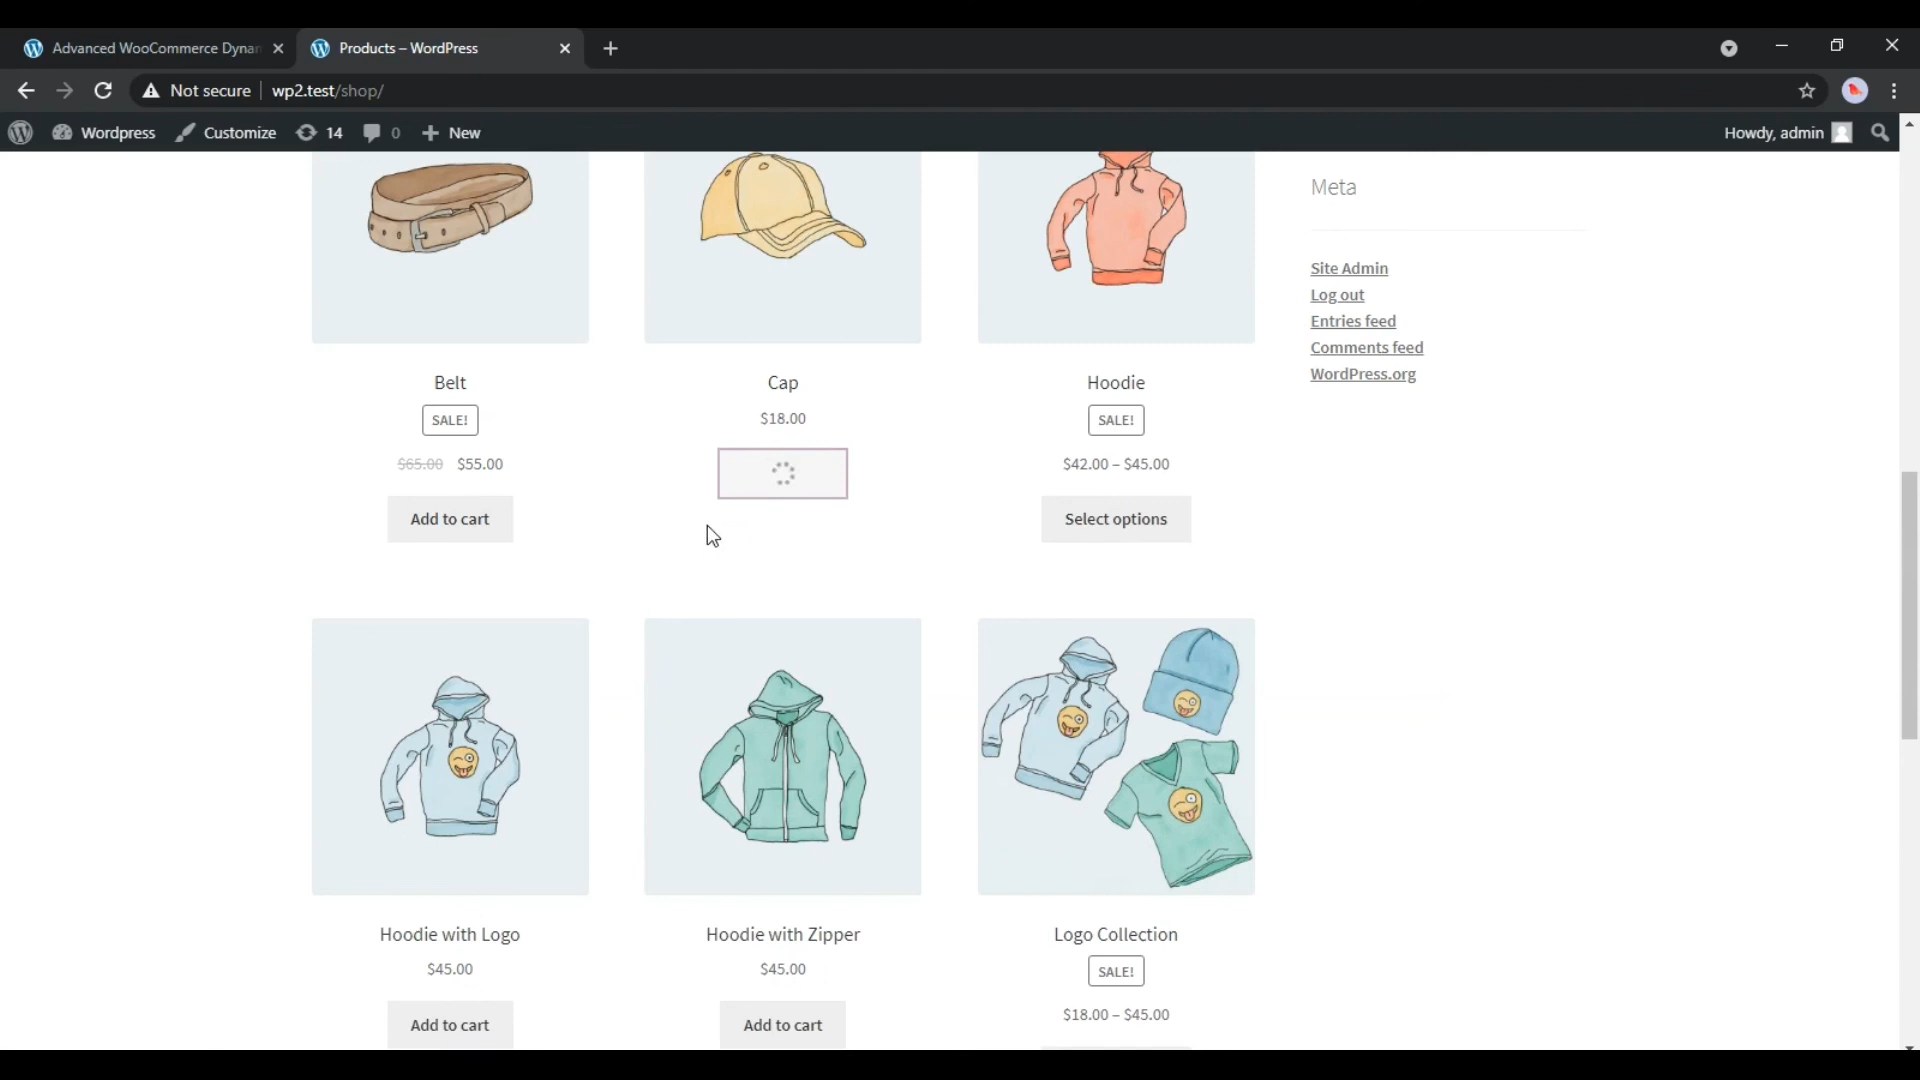 Advanced WooCommerce Dynar
Products – WordPress
Not secure
wp2.test/shop/
Wordpress
Customize
14
0
New
Howdy, admin
Meta
Site Admin
Log out
Entries feed
Comments feed
WordPress.org
Belt
SALE!
$65.00 $55.00
Add to cart
Cap
$18.00
Hoodie
SALE!
$42.00 – $45.00
Select options
Hoodie with Logo
$45.00
Add to cart
Hoodie with Zipper
$45.00
Add to cart
Logo Collection
SALE!
$18.00 – $45.00